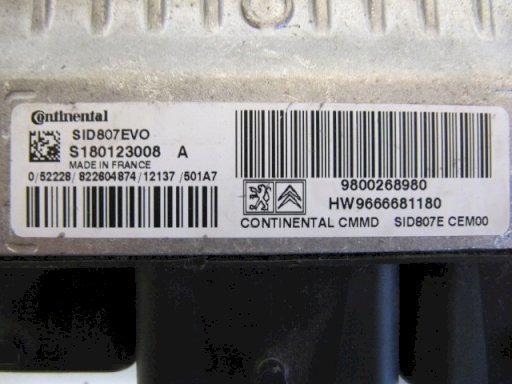 Continental
SID807EVO
S180123008 A
MADE IN FRANCE
0/52228/822604874/12137/501A7
9800268980
HW9666681180
CONTINENTAL CMMD SID807E CEM00